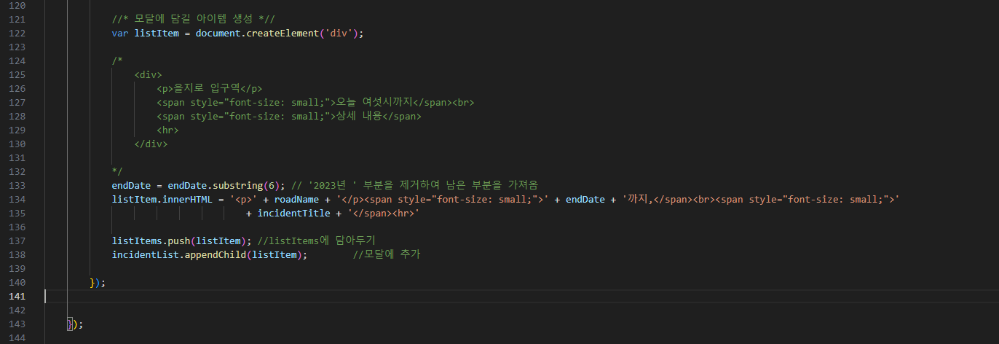 120
121 //* 모달에 담길 아이템 생성 *//
122 var listItem = document.createElement('div');
123
124 /*
125 <div>
126 <p>을지로 입구역</p>
127 <span style="font-size: small;">오늘 여섯시까지</span><br>
128 <span style="font-size: small;">상세 내용</span>
129 <hr>
130 </div>
131
132 */
133 endDate = endDate.substring(6); // '2023년 ' 부분을 제거하여 남은 부분을 가져옴
134 listItem.innerHTML = '<p>' + roadName + '</p><span style="font-size: small;">' + endDate + '까지,</span><br><span style="font-size: small;">'
135 + incidentTitle + '</span><hr>'
136
137 listItems.push(listItem); //listItems에 담아두기
138 incidentList.appendChild(listItem); //모달에 추가
139
140 });
141
142
143 });
144